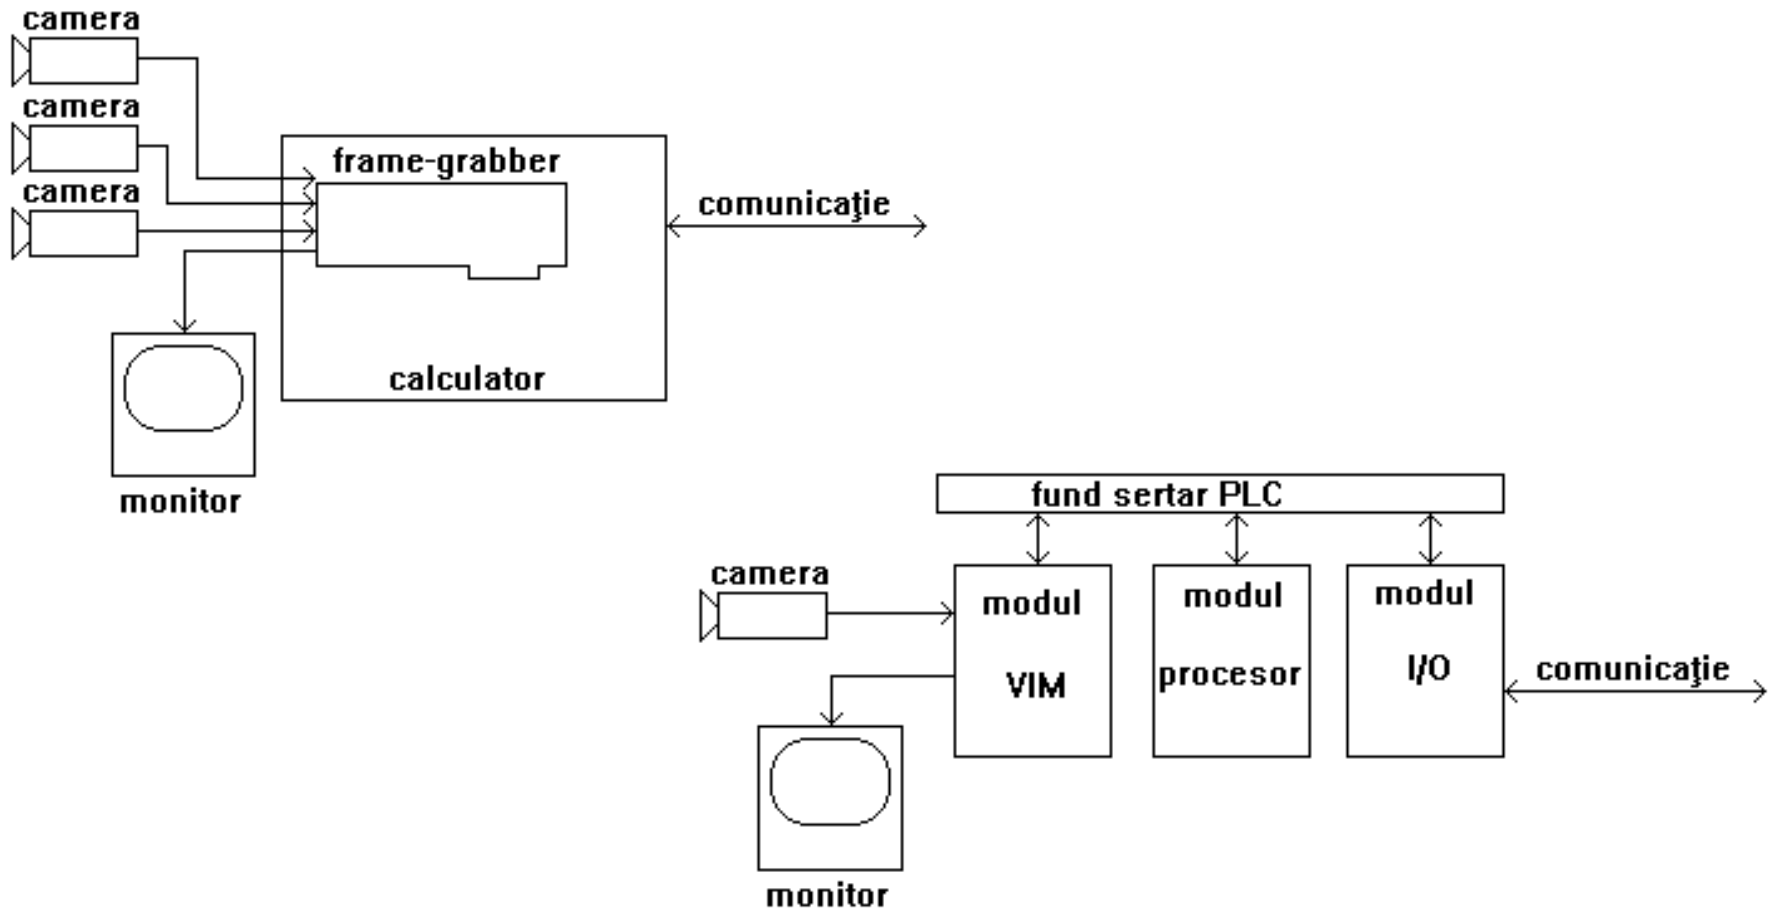 camera
camera
camera
frame-grabber
comunicaţie
calculator
monitor
fund sertar PLC
camera
modul
VIM
modul
procesor
modul
I/O
comunicaţie
monitor